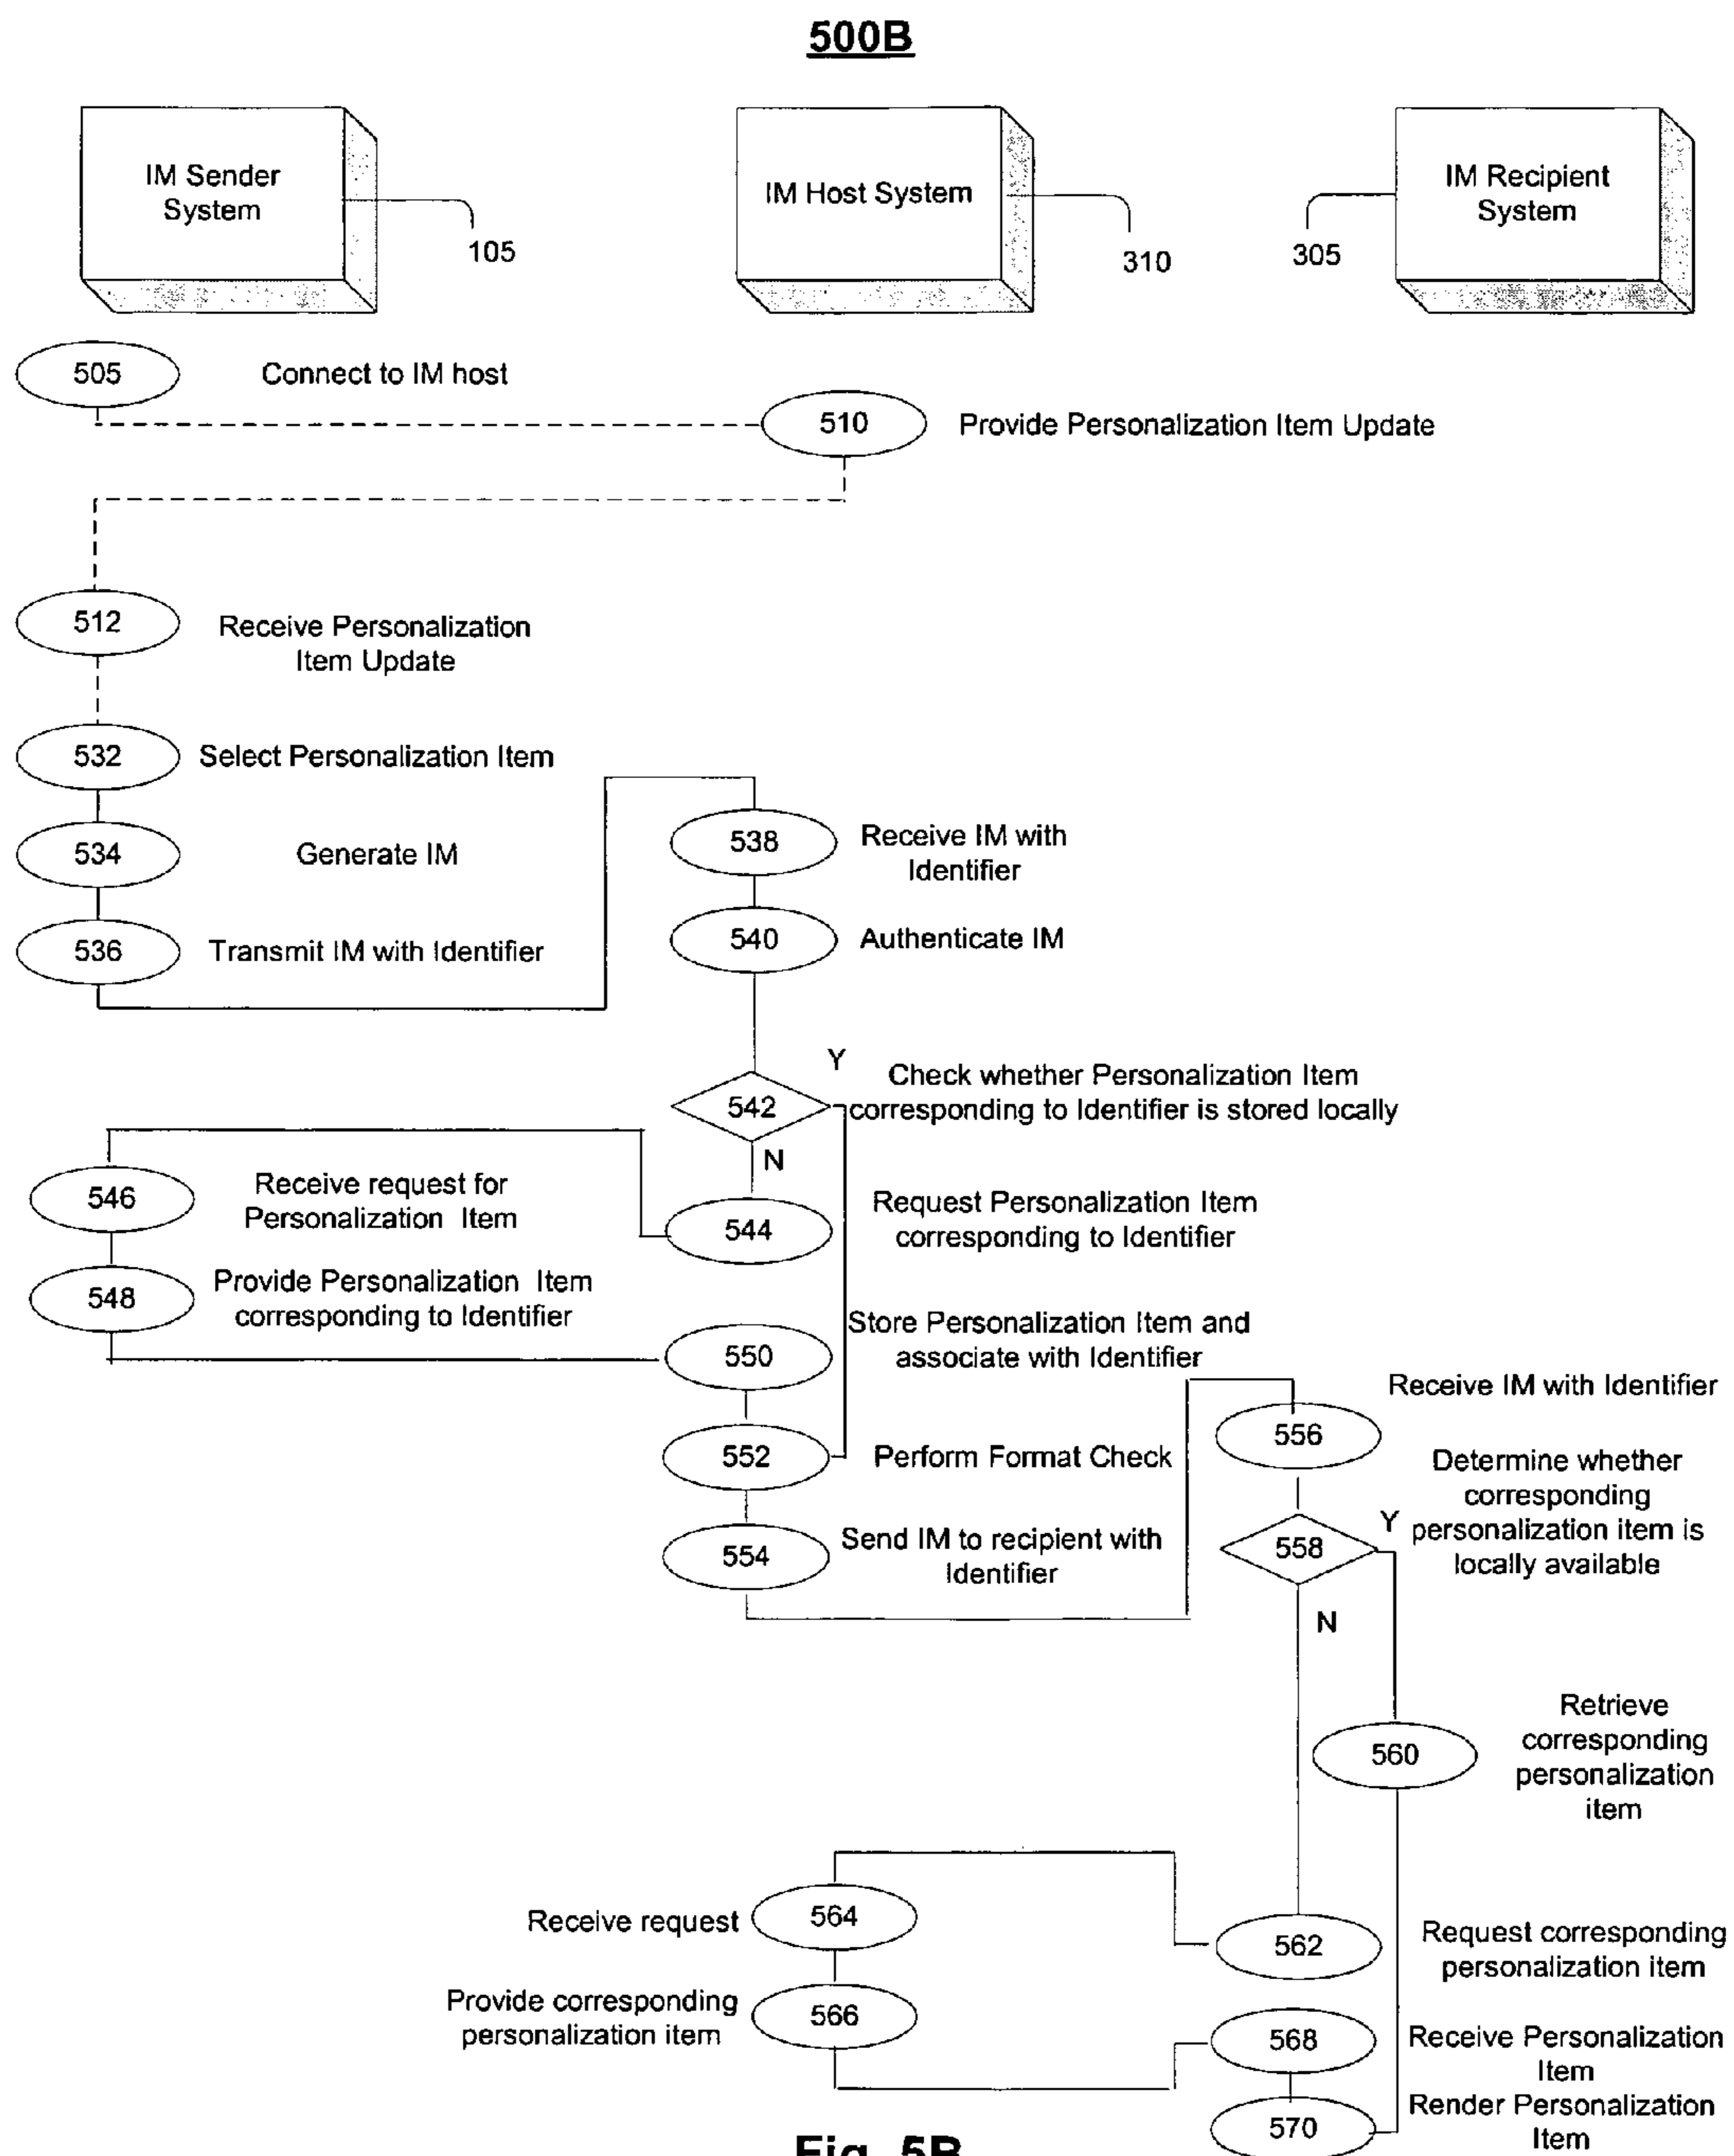 500B
IM Sender
System
105
IM Host System
310
IM Recipient
System
305
505
Connect to IM host
510
Provide Personalization Item Update
512
Receive Personalization
Item Update
532
Select Personalization Item
534
Generate IM
536
Transmit IM with Identifier
538
Receive IM with
Identifier
540
Authenticate IM
Y
542
Check whether Personalization Item
corresponding to Identifier is stored locally
N
546
Receive request for
Personalization Item
544
Request Personalization Item
corresponding to Identifier
548
Provide Personalization Item
corresponding to Identifier
550
Store Personalization Item and
associate with Identifier
552
Perform Format Check
554
Send IM to recipient with
Identifier
556
Receive IM with Identifier
558
Y
Determine whether
corresponding
personalization item is
locally available
N
560
Retrieve
corresponding
personalization
item
Receive request
564
562
Request corresponding
personalization item
Provide corresponding
personalization item
566
568
Receive Personalization
Item
570
Render Personalization
Item
Fig. 5B